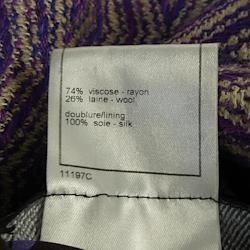 74% viscose - rayon
26% laine - wool
doublure/lining
100% soie - silk
11197C